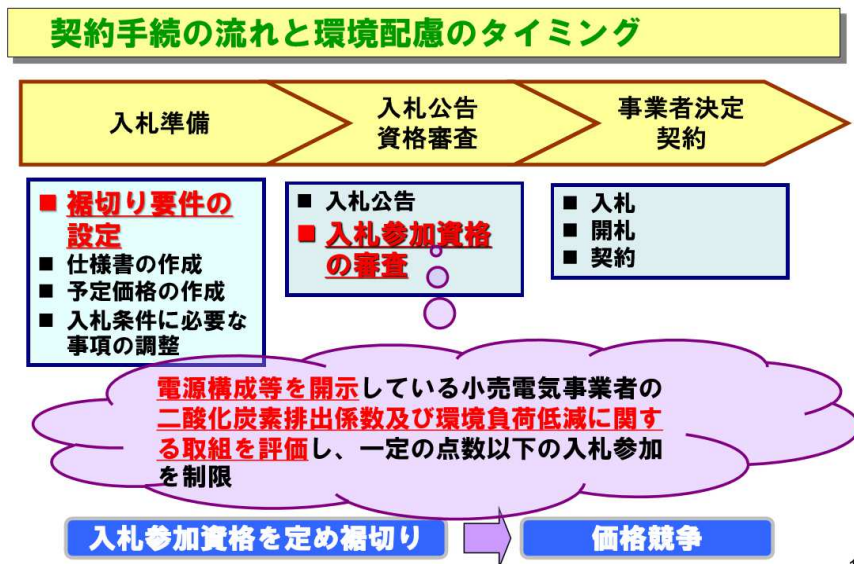 契約手続の流れと環境配慮のタイミング
入札準備
入札公告
資格審査
事業者決定
契約
■ 裾切り要件の
設定
■ 仕様書の作成
■ 予定価格の作成
■ 入札条件に必要な
事項の調整
■ 入札公告
■ 入札参加資格
の審査
■ 入札
■ 開札
■ 契約
電源構成等を開示している小売電気事業者の
二酸化炭素排出係数及び環境負荷低減に関す
る取組を評価し、一定の点数以下の入札参加
を制限
入札参加資格を定め裾切り
価格競争